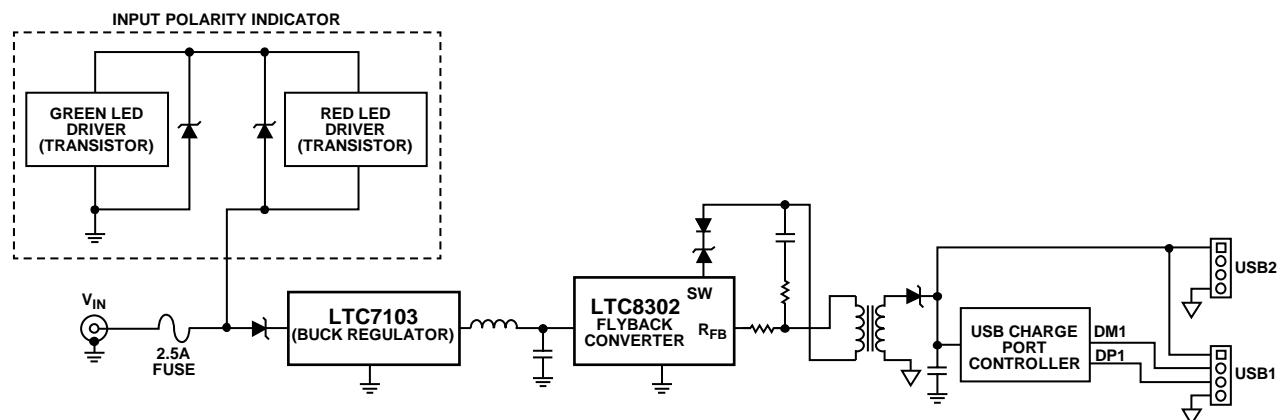 INPUT POLARITY INDICATOR
GREEN LED
DRIVER
(TRANSISTOR)
RED LED
DRIVER
(TRANSISTOR)
VIN
2.5A
FUSE
LTC7103
(BUCK REGULATOR)
SW
LTC8302
FLYBACK
CONVERTER
RFB
USB CHARGE
PORT
CONTROLLER
DM1
DP1
USB2
USB1